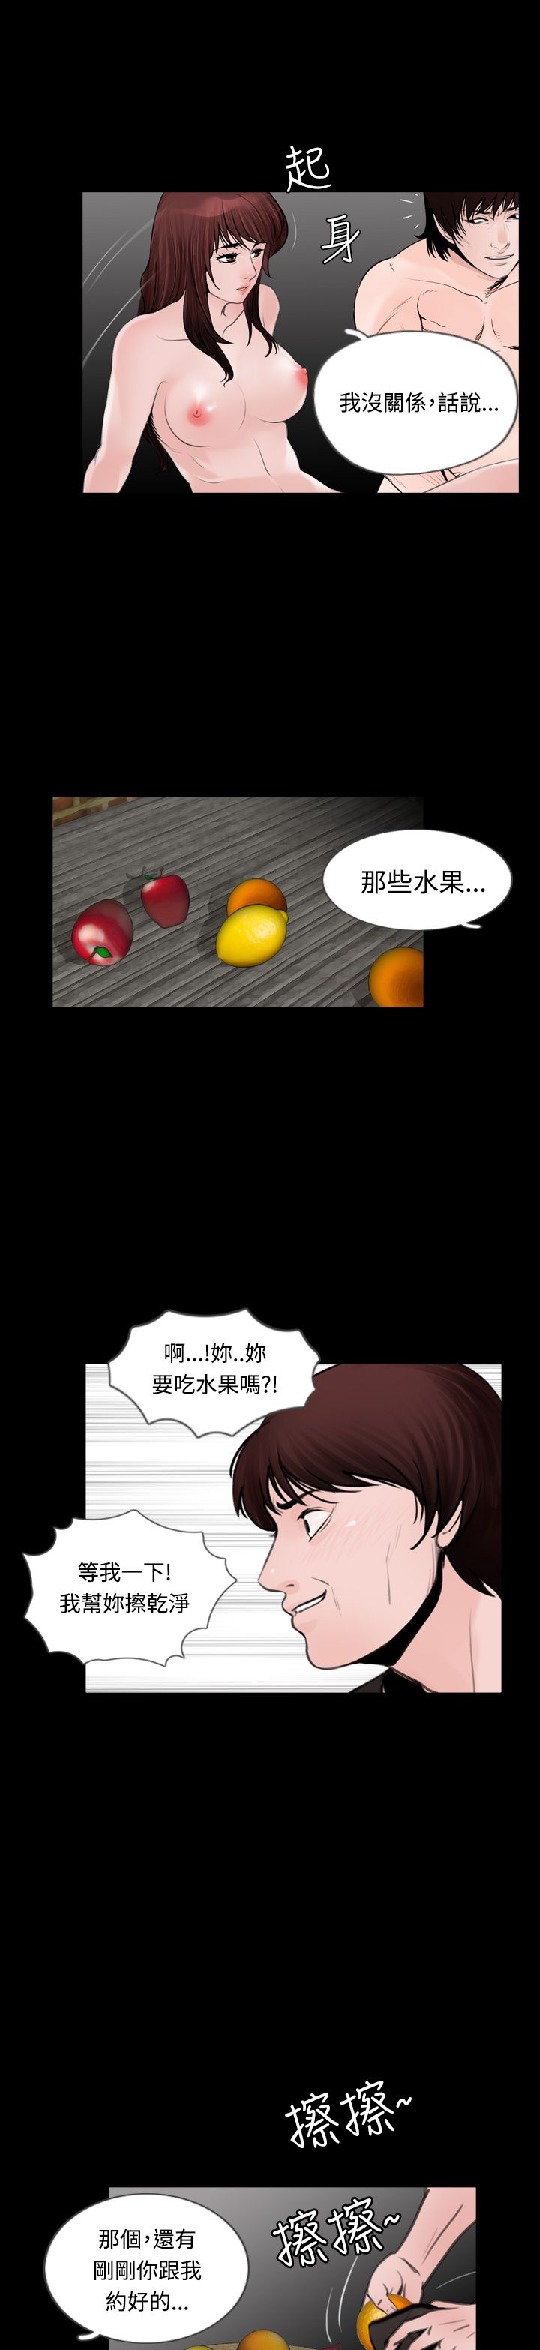 起
身
我沒關係,話說...
那些水果...
啊...!妳..妳
要吃水果嗎?!
等我一下!
我幫妳擦乾淨
擦擦~
擦擦~
那個,還有
剛剛你跟我
約好的...